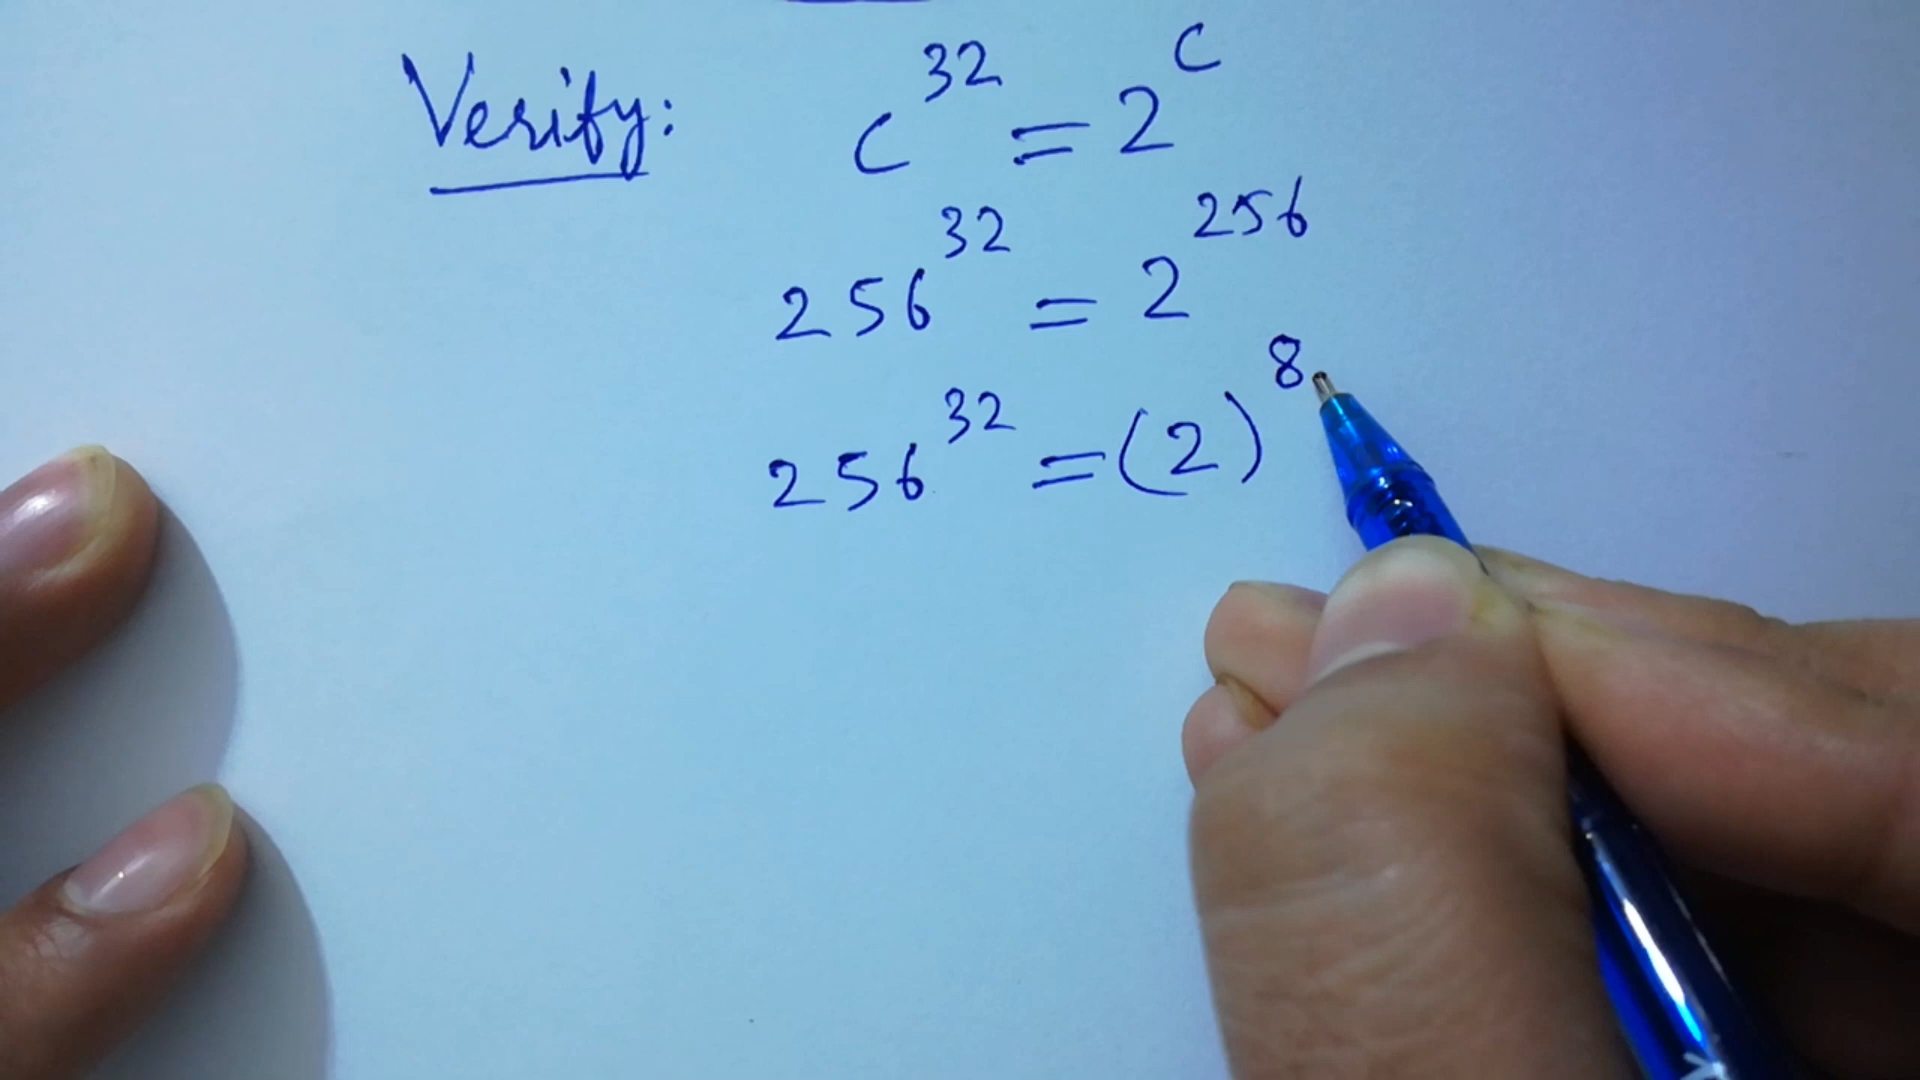 Verify: c^32 = 2^c
256^32 = 2^256
256^32 = (2)^8